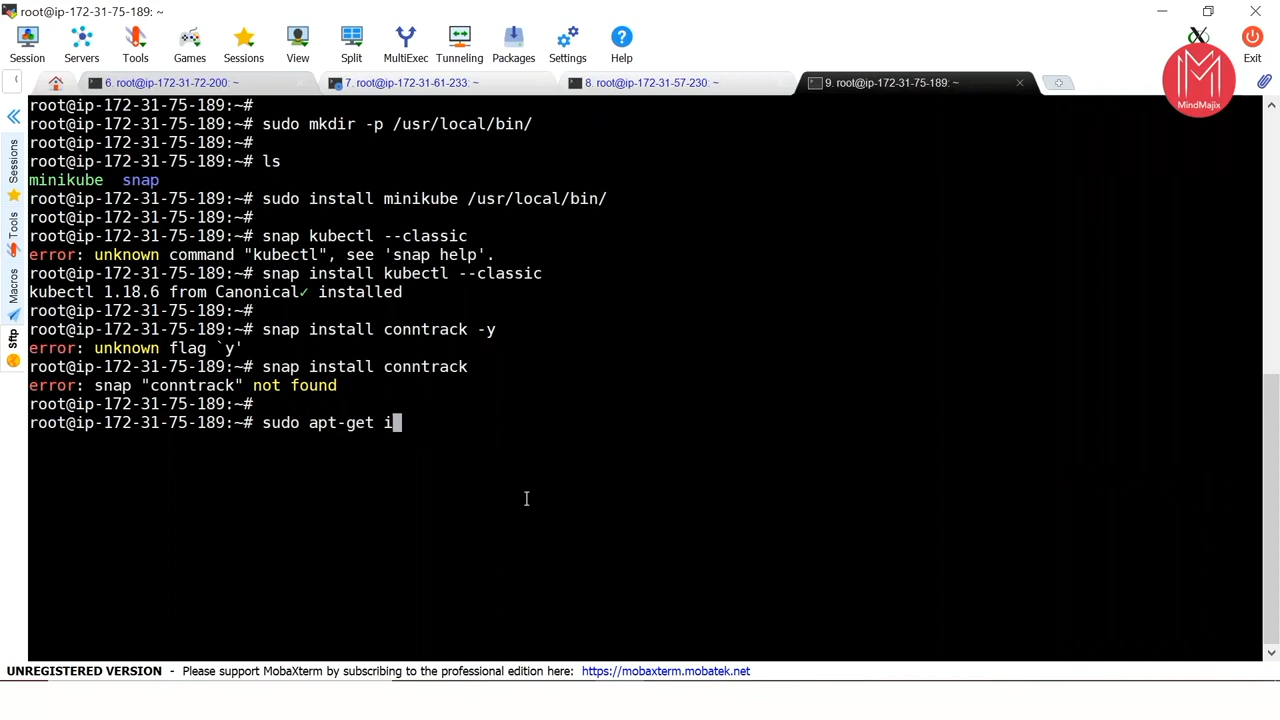 root@ip-172-31-75-189: ~
Session Servers Tools Games Sessions View Split MultiExec Tunneling Packages Settings Help
Exit
6. root@ip-172-31-72-200: ~
7. root@ip-172-31-61-233: ~
8. root@ip-172-31-57-230: ~
9. root@ip-172-31-75-189: ~
MindMajix
Sessions
Tools
Macros
Sftp
root@ip-172-31-75-189:~#
root@ip-172-31-75-189:~# sudo mkdir -p /usr/local/bin/
root@ip-172-31-75-189:~#
root@ip-172-31-75-189:~# ls
minikube  snap
root@ip-172-31-75-189:~# sudo install minikube /usr/local/bin/
root@ip-172-31-75-189:~#
root@ip-172-31-75-189:~# snap kubectl --classic
error: unknown command "kubectl", see 'snap help'.
root@ip-172-31-75-189:~# snap install kubectl --classic
kubectl 1.18.6 from Canonical✓ installed
root@ip-172-31-75-189:~#
root@ip-172-31-75-189:~# snap install conntrack -y
error: unknown flag `y'
root@ip-172-31-75-189:~# snap install conntrack
error: snap "conntrack" not found
root@ip-172-31-75-189:~#
root@ip-172-31-75-189:~# sudo apt-get i
UNREGISTERED VERSION - Please support MobaXterm by subscribing to the professional edition here: https://mobaxterm.mobatek.net